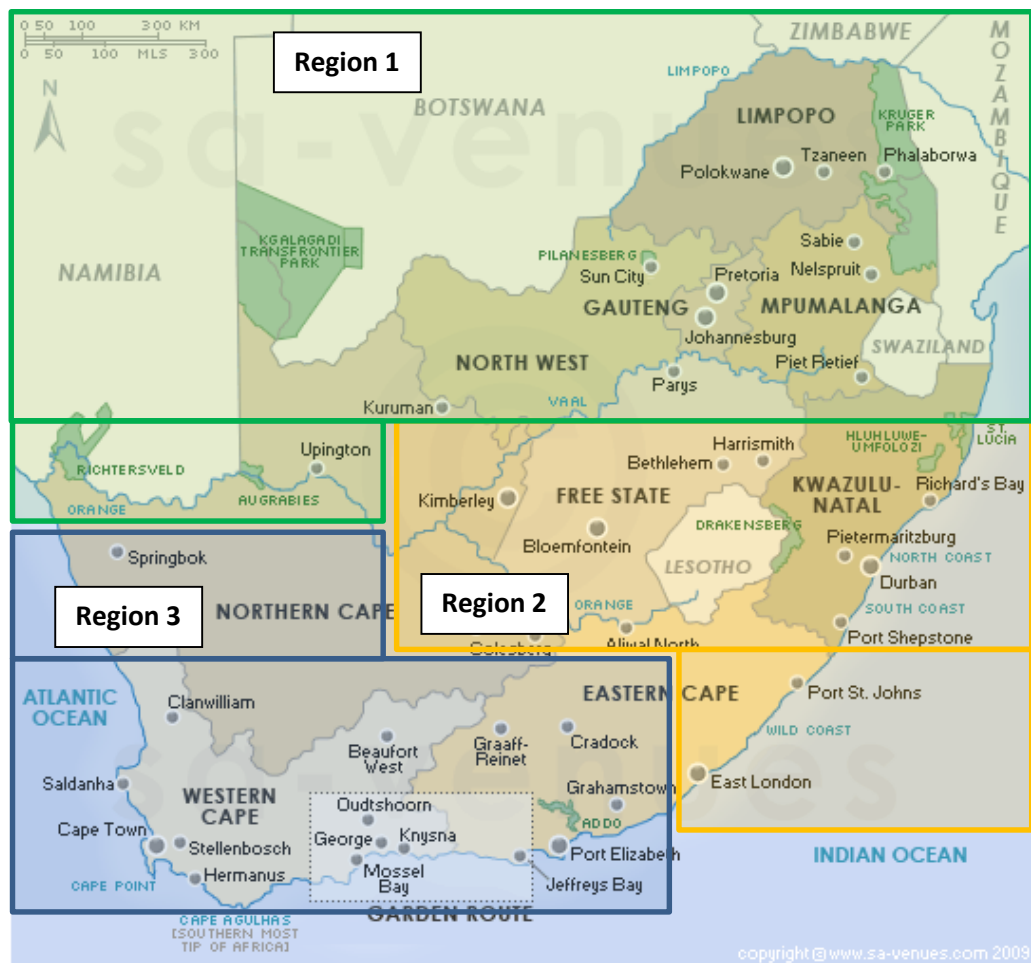 0 50 100 300 KM
0 50 100 MLS 300
N
Region 1
ZIMBABWE
MOZAMBIQUE
LIMPOPO
BOTSWANA
LIMPOPO
KRUGER
PARK
Tzaneen
Phalaborwa
Polokwane
KGALAGADI
TRANSFRONTIER
PARK
NAMIBIA
PILANESBERG
Sun City
Sabie
Nelspruit
Pretoria
GAUTENG
MPUMALANGA
Johannesburg
SWAZILAND
NORTH WEST
Piet Retief
Parys
VAAL
Kuruman
Upington
RICHTERSVELD
AUGRABIES
ORANGE
Harrismith
Bethlehem
HLUHLUWE-
UMFOLOZI
ST.
LUCIA
Kimberley
FREE STATE
KWAZULU-
NATAL
Richard's Bay
DRAKENSBERG
Bloemfontein
Pietermaritzburg
NORTH COAST
LESOTHO
Durban
Springbok
Region 3
NORTHERN CAPE
Region 2
ORANGE
SOUTH COAST
Colesberg
Aliwal North
Port Shepstone
ATLANTIC
OCEAN
Clanwilliam
EASTERN CAPE
Port St. Johns
WILD COAST
Beaufort
West
Graaff-
Reinet
Cradock
East London
Saldanha
WESTERN
CAPE
Oudtshoorn
Grahamstown
ADDO
Cape Town
Stellenbosch
George
Knysna
Port Elizabeth
INDIAN OCEAN
Hermanus
Mossel
Bay
Jeffreys Bay
CAPE POINT
GARDEN ROUTE
CAPE AGULHAS
[SOUTHERN MOST
TIP OF AFRICA]
sa-venues
sa-venues
copyright@www.sa-venues.com 2009